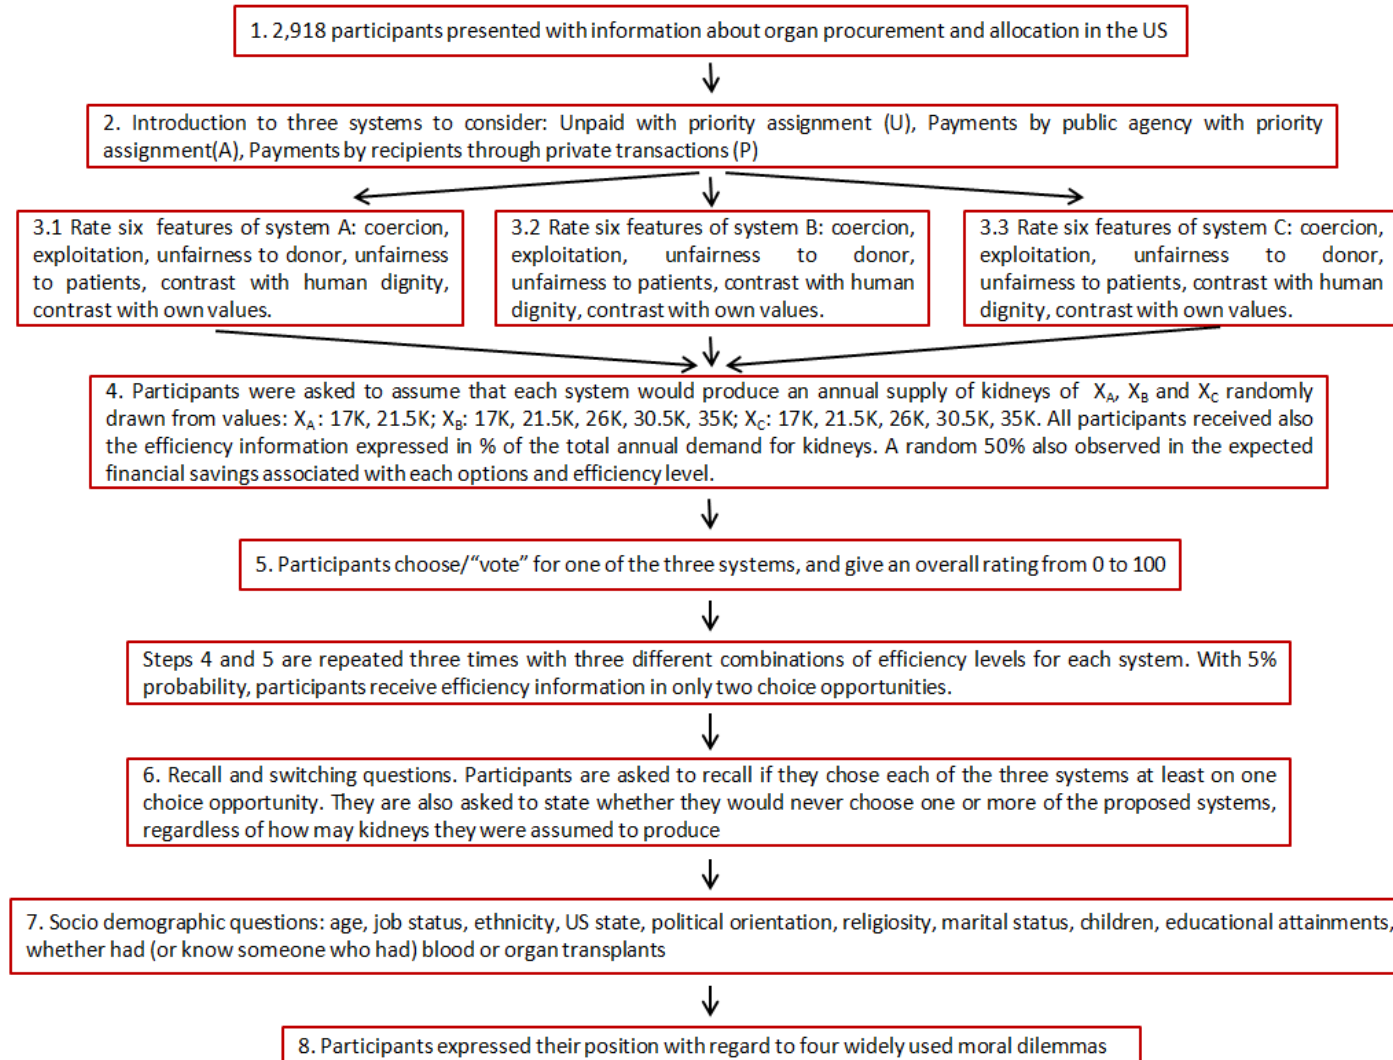 1. 2,918 participants presented with information about organ procurement and allocation in the US
2. Introduction to three systems to consider: Unpaid with priority assignment (U), Payments by public agency with priority
assignment(A), Payments by recipients through private transactions (P)
3.1 Rate six features of system A: coercion,
exploitation, unfairness to donor, unfairness
to patients, contrast with human dignity,
contrast with own values.
3.2 Rate six features of system B: coercion,
exploitation, unfairness to donor,
unfairness to patients, contrast with human
dignity, contrast with own values.
3.3 Rate six features of system C: coercion,
exploitation, unfairness to donor,
unfairness to patients, contrast with human
dignity, contrast with own values.
4. Participants were asked to assume that each system would produce an annual supply of kidneys of X_A, X_B and X_C randomly
drawn from values: X_A: 17K, 21.5K; X_B: 17K, 21.5K, 26K, 30.5K, 35K; X_C: 17K, 21.5K, 26K, 30.5K, 35K. All participants received also
the efficiency information expressed in % of the total annual demand for kidneys. A random 50% also observed in the expected
financial savings associated with each options and efficiency level.
5. Participants choose/“vote” for one of the three systems, and give an overall rating from 0 to 100
Steps 4 and 5 are repeated three times with three different combinations of efficiency levels for each system. With 5%
probability, participants receive efficiency information in only two choice opportunities.
6. Recall and switching questions. Participants are asked to recall if they chose each of the three systems at least on one
choice opportunity. They are also asked to state whether they would never choose one or more of the proposed systems,
regardless of how may kidneys they were assumed to produce
7. Socio demographic questions: age, job status, ethnicity, US state, political orientation, religiosity, marital status, children, educational attainments,
whether had (or know someone who had) blood or organ transplants
8. Participants expressed their position with regard to four widely used moral dilemmas